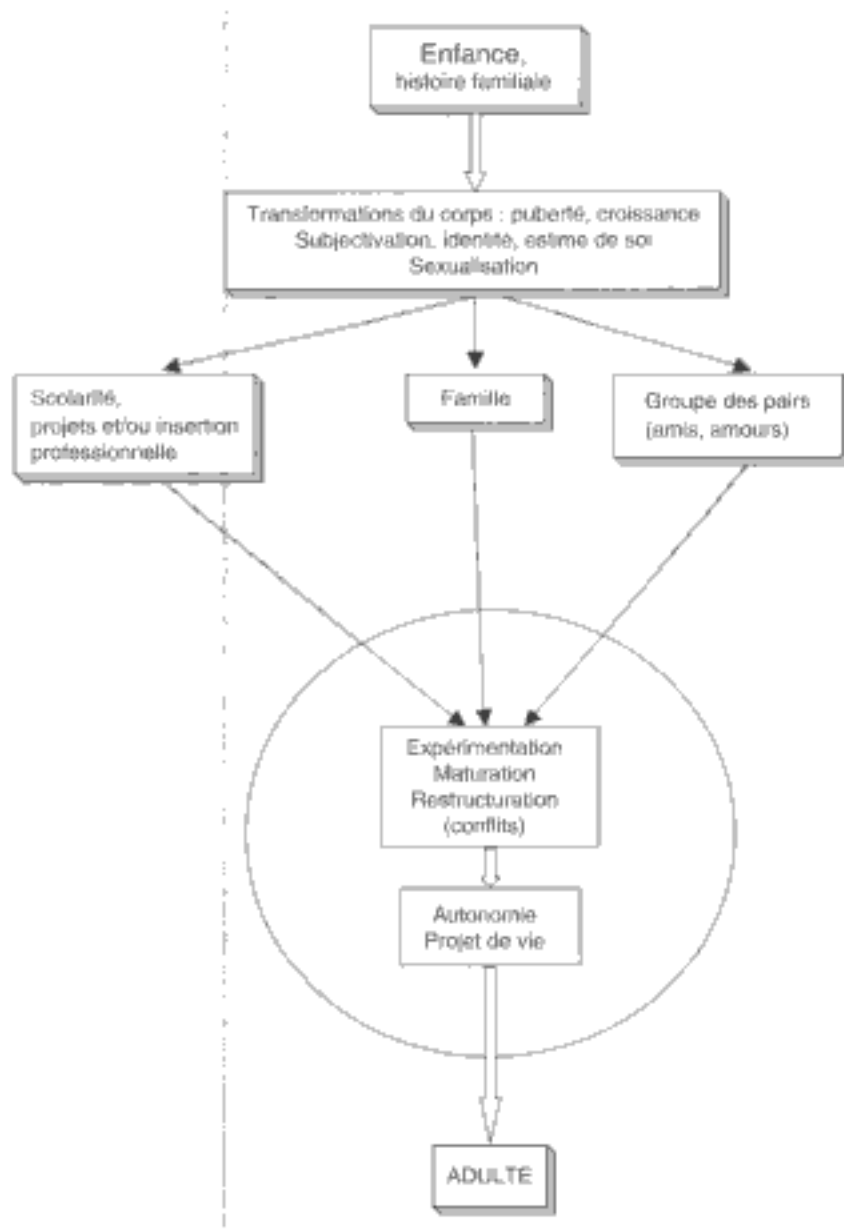 Enfance,
histoire familiale
Transformations du corps : puberté, croissance
Subjectivation, identité, estime de soi
Sexualisation
Scolarité,
projets et/ou insertion
professionnelle
Famille
Groupe des pairs
(amis, amours)
Expérimentation
Maturation
Restructuration
(conflits)
Autonomie
Projet de vie
ADULTE